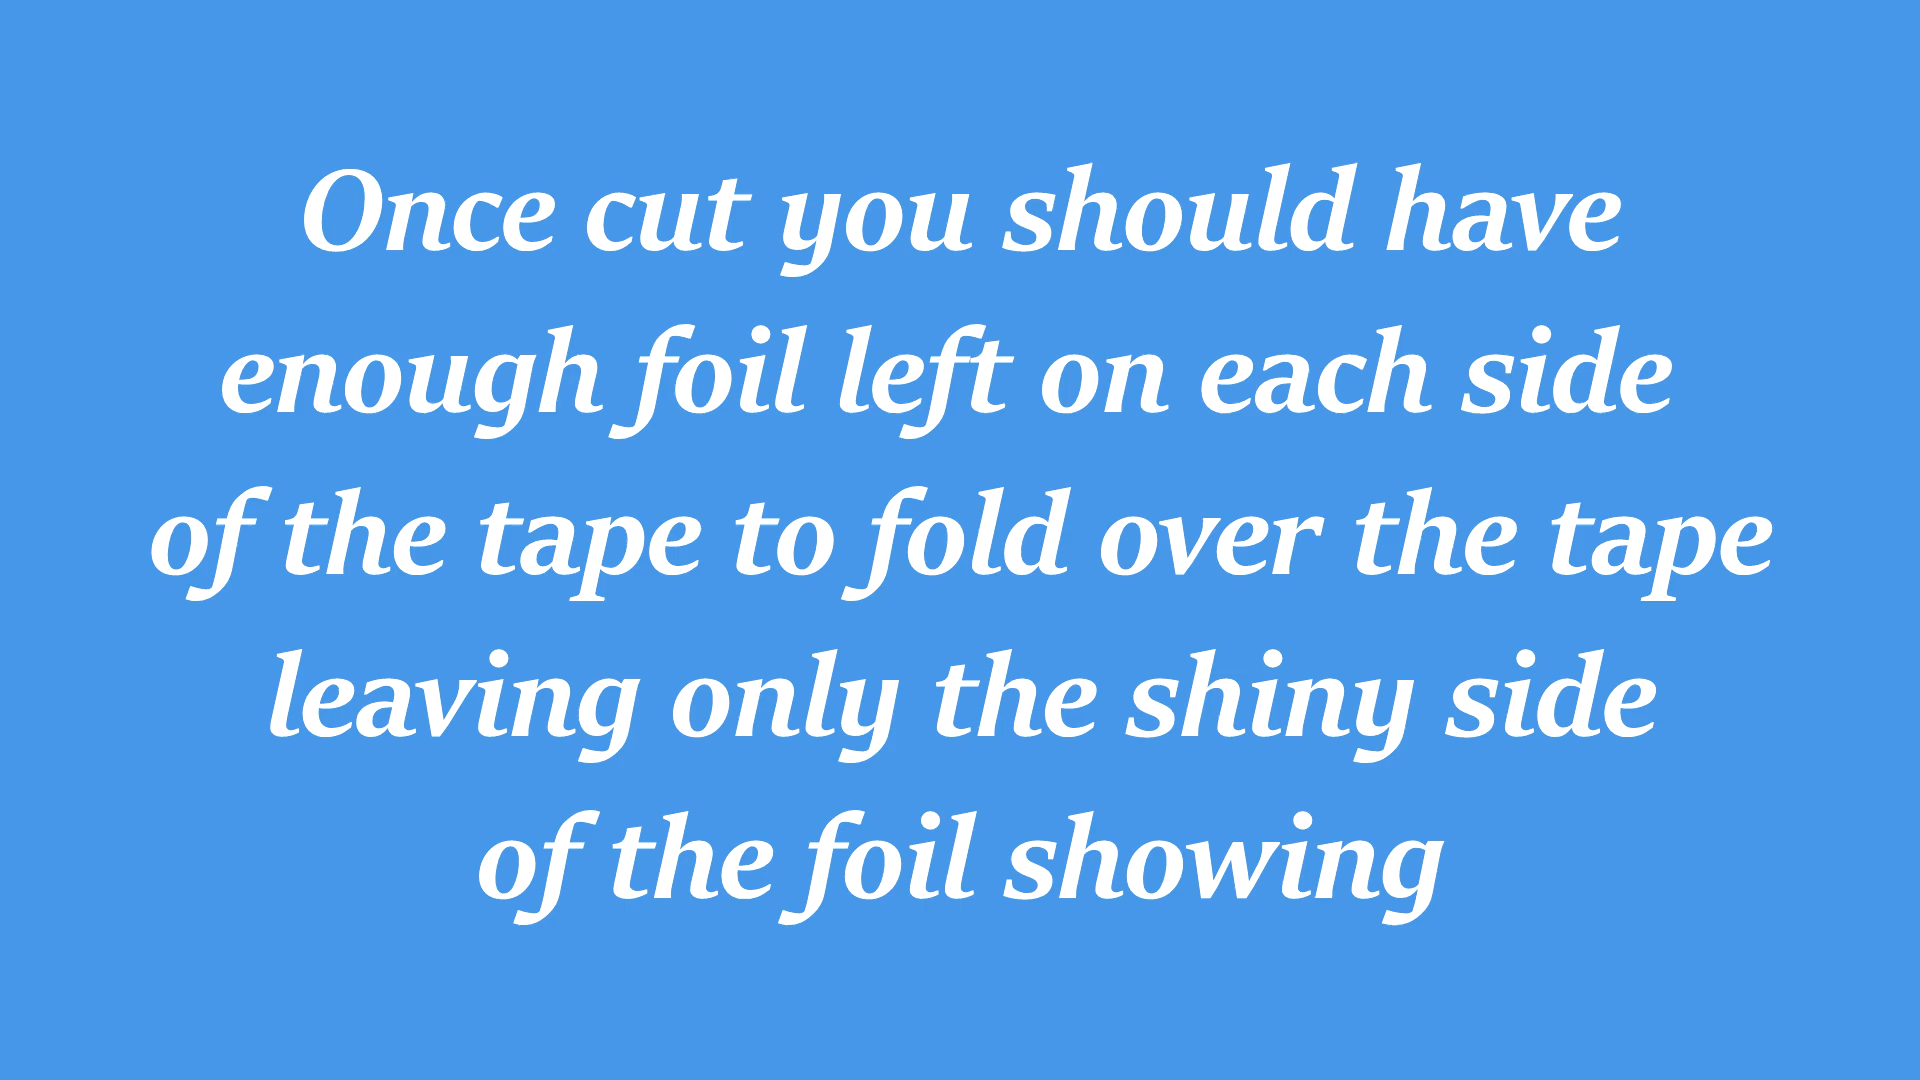 Once cut you should have
enough foil left on each side
of the tape to fold over the tape
leaving only the shiny side
of the foil showing